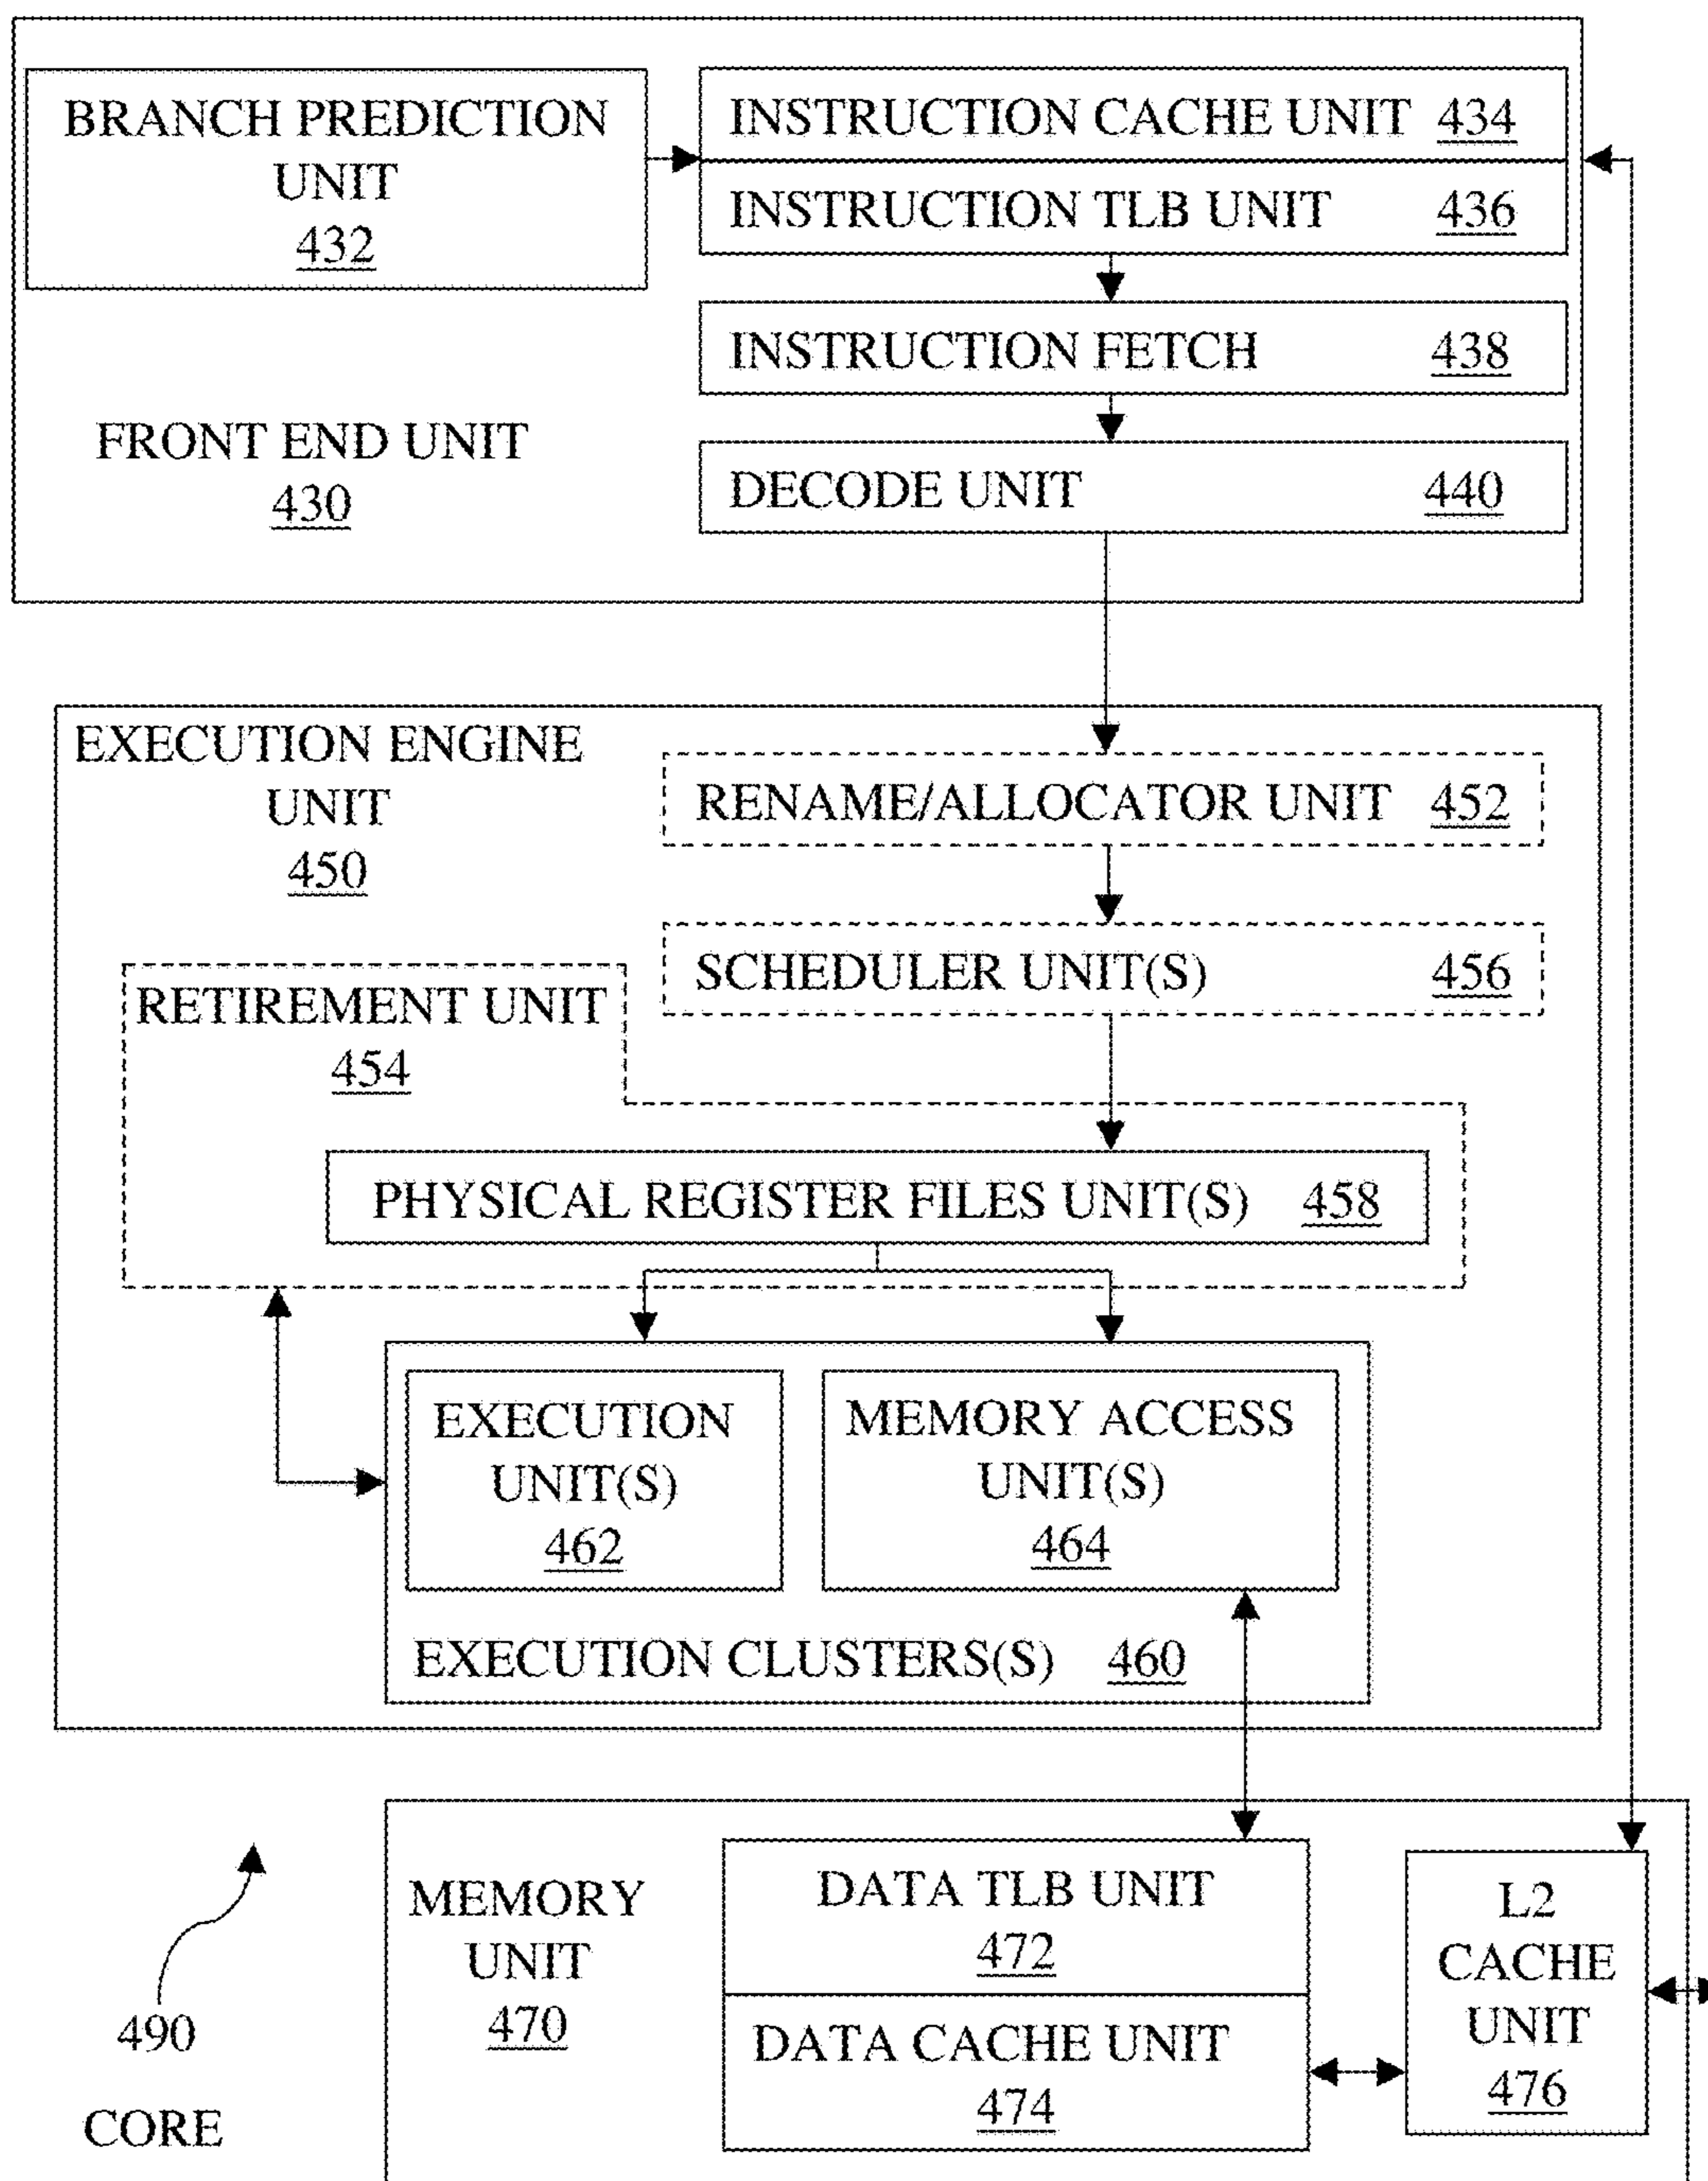 BRANCH PREDICTION
UNIT
432
INSTRUCTION CACHE UNIT 434
INSTRUCTION TLB UNIT 436
INSTRUCTION FETCH 438
FRONT END UNIT
430
DECODE UNIT 440
EXECUTION ENGINE
UNIT
450
RENAME/ALLOCATOR UNIT 452
SCHEDULER UNIT(S) 456
RETIREMENT UNIT
454
PHYSICAL REGISTER FILES UNIT(S) 458
EXECUTION
UNIT(S)
462
MEMORY ACCESS
UNIT(S)
464
EXECUTION CLUSTERS(S) 460
490
CORE
MEMORY
UNIT
470
DATA TLB UNIT
472
DATA CACHE UNIT
474
L2
CACHE
UNIT
476